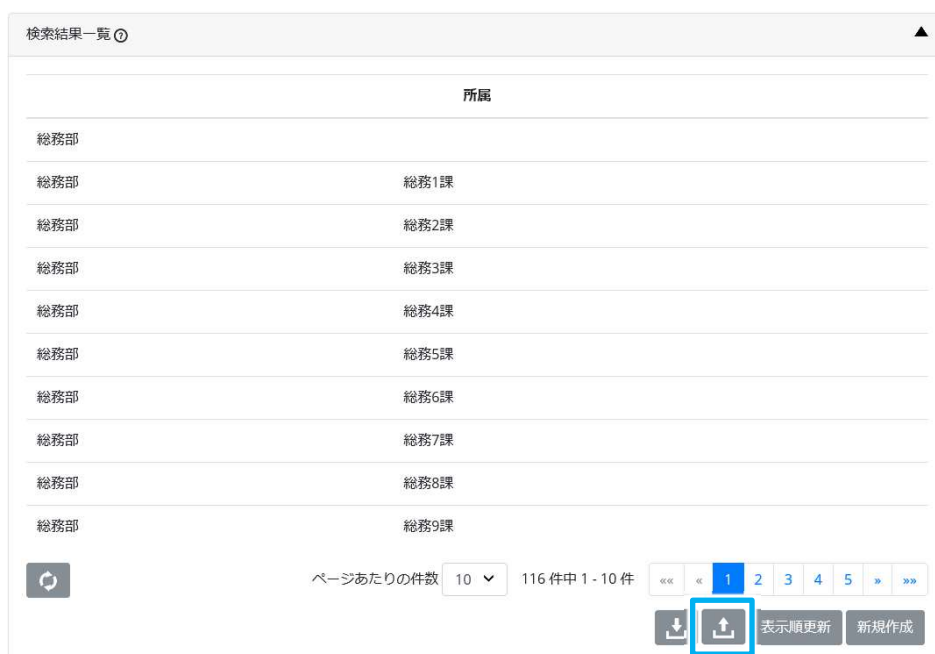 検索結果一覧 ?
所属
総務部
総務部 総務1課
総務部 総務2課
総務部 総務3課
総務部 総務4課
総務部 総務5課
総務部 総務6課
総務部 総務7課
総務部 総務8課
総務部 総務9課
ページあたりの件数 10 116 件中 1 - 10 件 «« « 1 2 3 4 5 » »»
表示順更新 新規作成